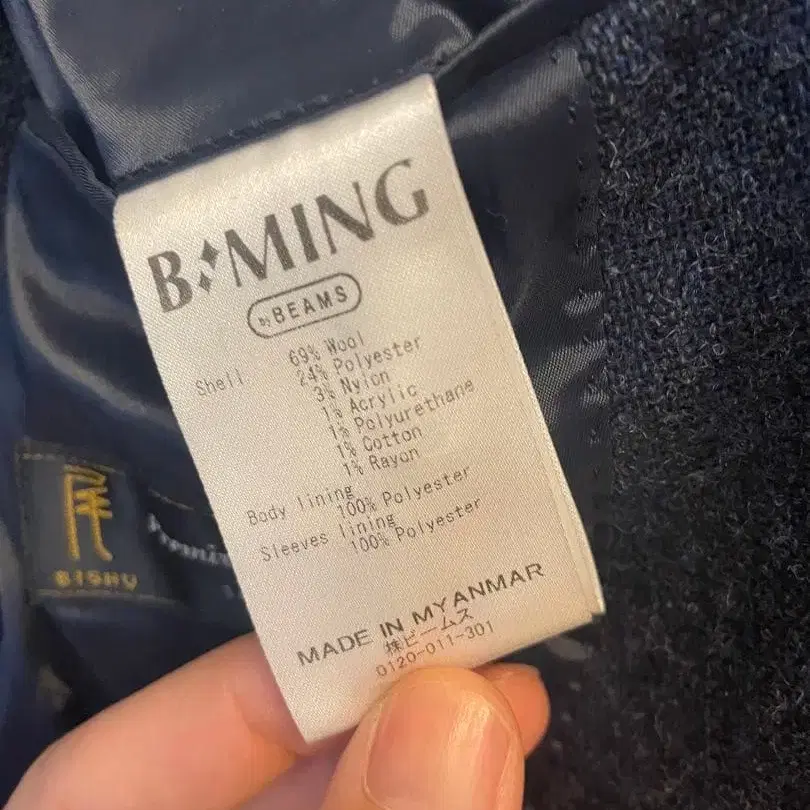 B:MING
by BEAMS
Shell 69% Wool
24% Polyester
3% Nylon
1% Acrylic
1% Polyurethane
1% Cotton
1% Rayon
Body lining
100% Polyester
Sleeves lining
100% Polyester
MADE IN MYANMAR
㈱ビームス
0120-011-301
尾
BISHU